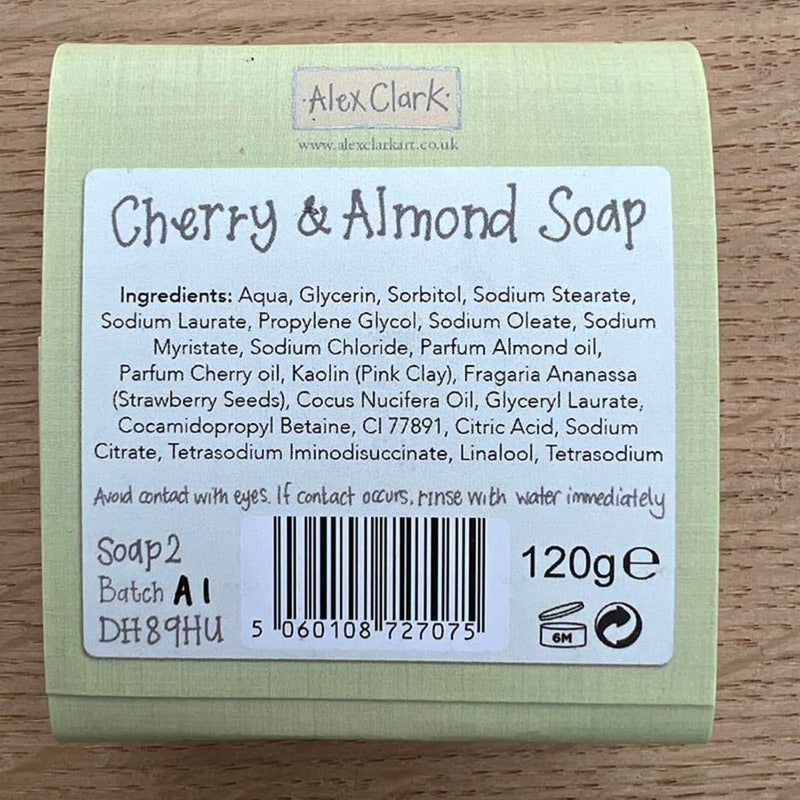 Alex Clark
www.alexclarkart.co.uk
Cherry & Almond Soap
Ingredients: Aqua, Glycerin, Sorbitol, Sodium Stearate,
Sodium Laurate, Propylene Glycol, Sodium Oleate, Sodium
Myristate, Sodium Chloride, Parfum Almond oil,
Parfum Cherry oil, Kaolin (Pink Clay), Fragaria Ananassa
(Strawberry Seeds), Cocus Nucifera Oil, Glyceryl Laurate,
Cocamidopropyl Betaine, CI 77891, Citric Acid, Sodium
Citrate, Tetrasodium Iminodisuccinate, Linalool, Tetrasodium
Avoid contact with eyes. If contact occurs, rinse with water immediately
Soap2
Batch A1
DH89HU
5 060108 727075
120g e
6M